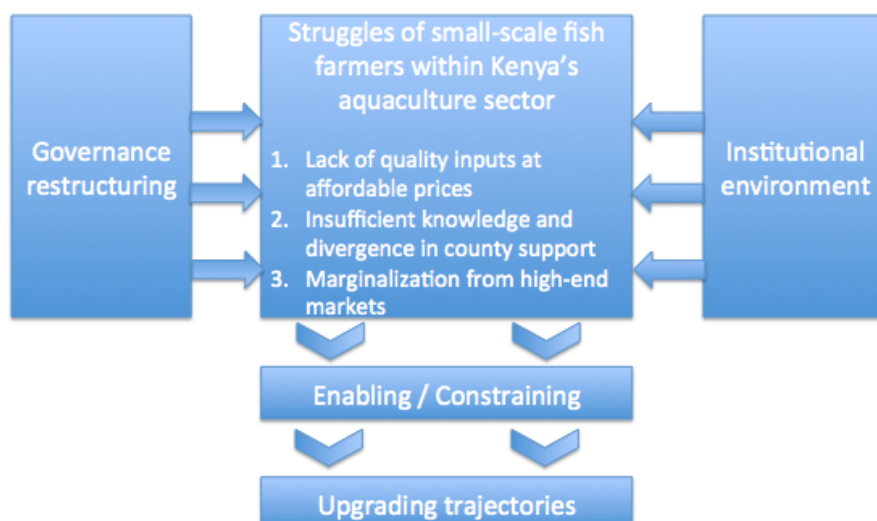 Governance
restructuring
Struggles of small-scale fish
farmers within Kenya's
aquaculture sector
1. Lack of quality inputs at
affordable prices
2. Insufficient knowledge and
divergence in county support
3. Marginalization from high-end
markets
Institutional
environment
Enabling / Constraining
Upgrading trajectories